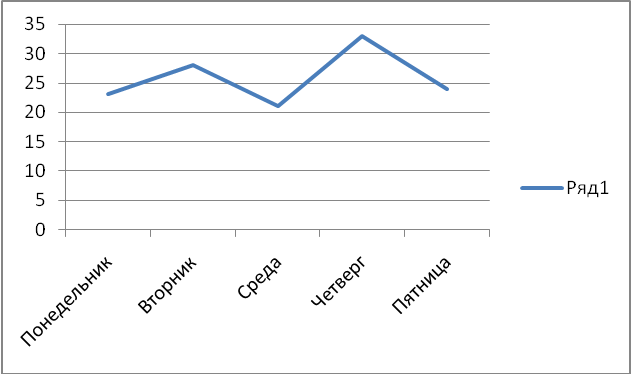 35
30
25
20
15
10
5
0
Понедельник
Вторник
Среда
Четверг
Пятница
Ряд1